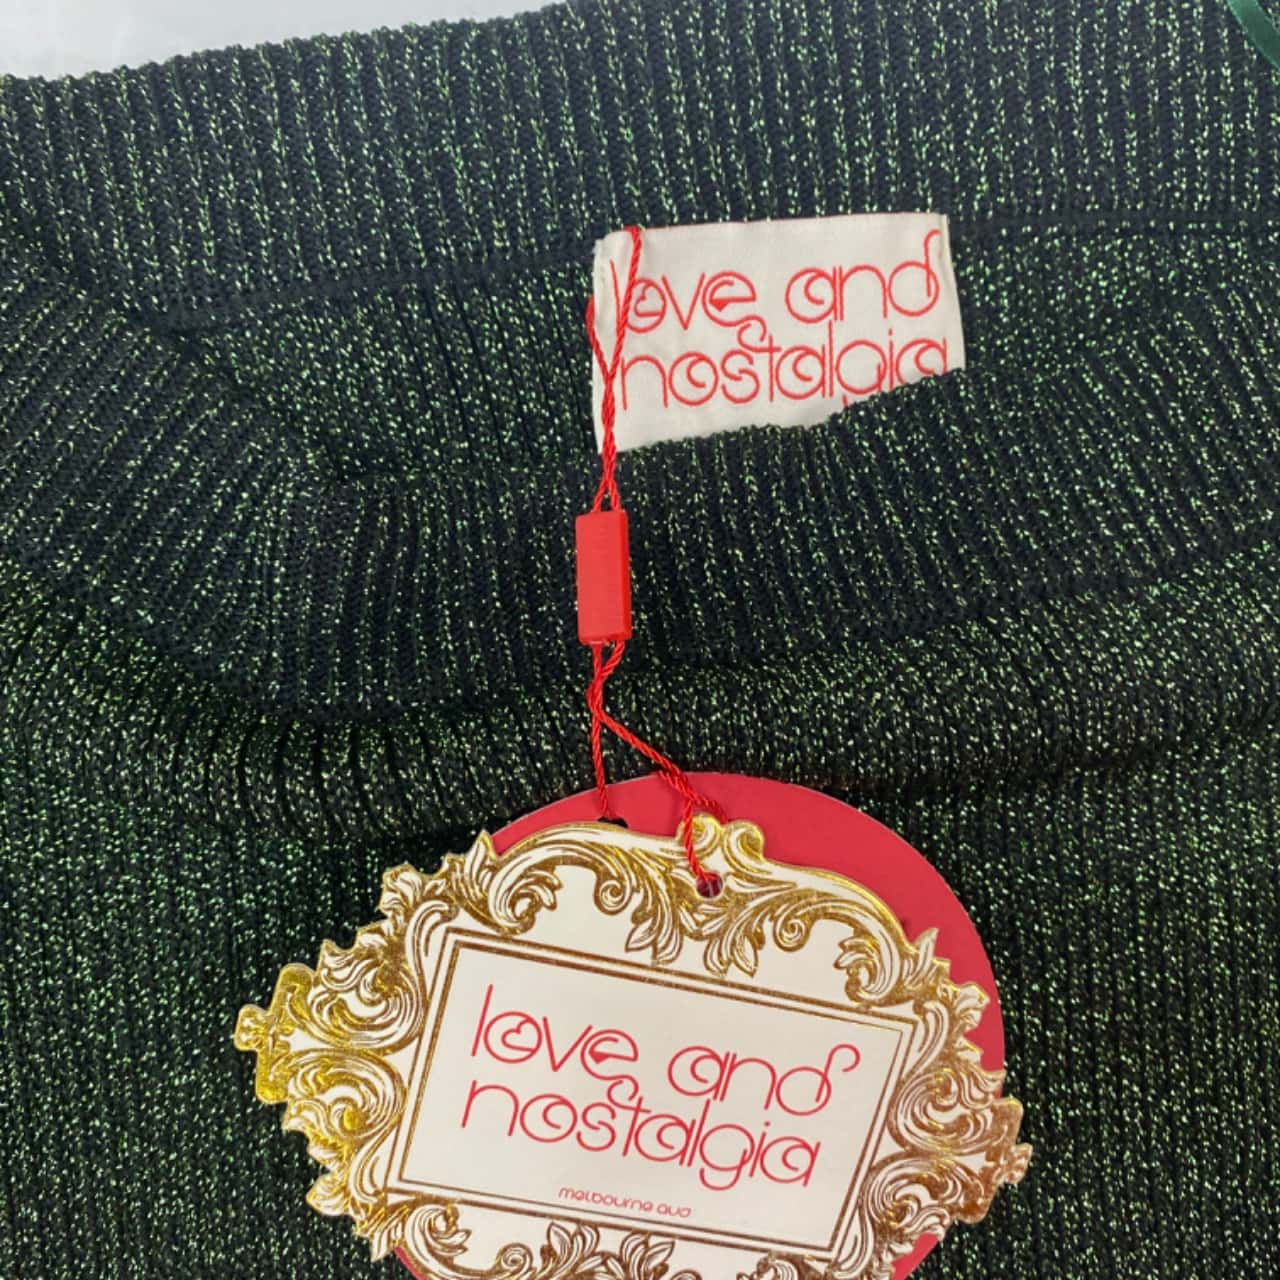 love and
nostalgia
love and
nostalgia
melbourne aus